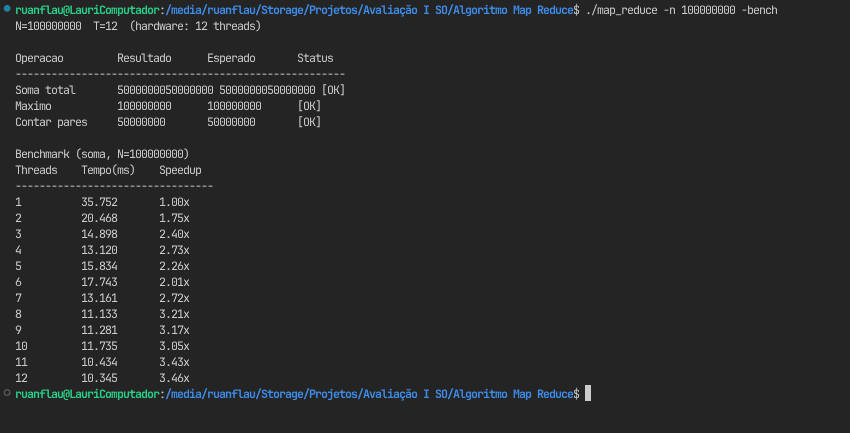 ruanflau@LauriComputador:/media/ruanflau/Storage/Projetos/Avaliação I SO/Algoritmo Map Reduce$ ./map_reduce -n 100000000 -bench
N=100000000  T=12  (hardware: 12 threads)
Operacao         Resultado      Esperado       Status
-------------------------------------------------------
Soma total       5000000050000000 5000000050000000 [OK]
Maximo           100000000      100000000      [OK]
Contar pares     50000000       50000000       [OK]
Benchmark (soma, N=100000000)
Threads    Tempo(ms)    Speedup
---------------------------------
1          35.752       1.00x
2          20.468       1.75x
3          14.898       2.40x
4          13.120       2.73x
5          15.834       2.26x
6          17.743       2.01x
7          13.161       2.72x
8          11.133       3.21x
9          11.281       3.17x
10         11.735       3.05x
11         10.434       3.43x
12         10.345       3.46x
ruanflau@LauriComputador:/media/ruanflau/Storage/Projetos/Avaliação I SO/Algoritmo Map Reduce$